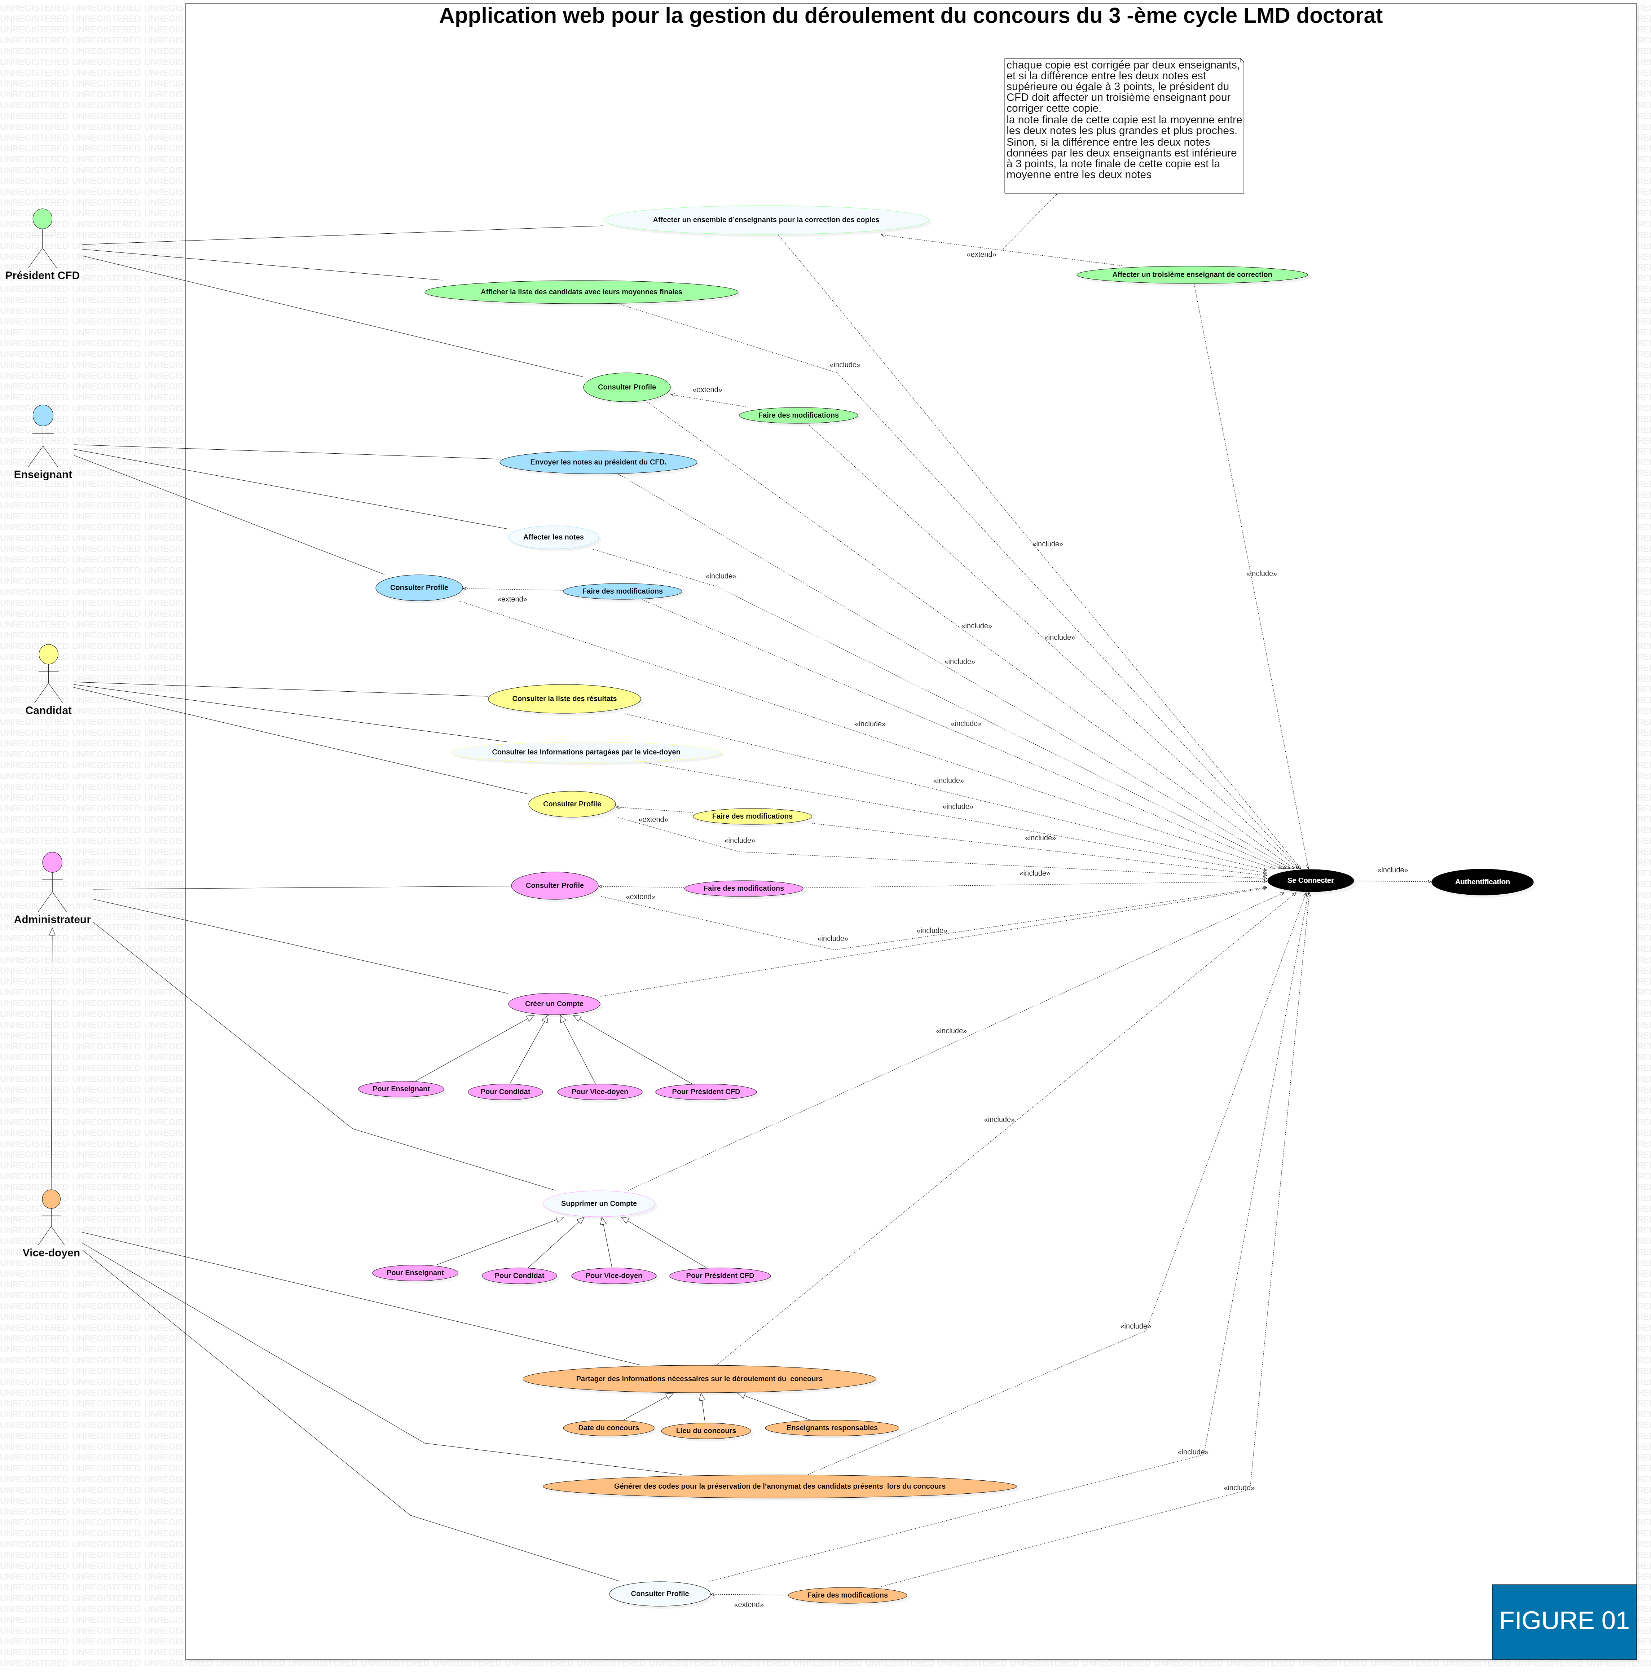 Application web pour la gestion du déroulement du concours du 3 -ème cycle LMD doctorat
chaque copie est corrigée par deux enseignants,
et si la différence entre les deux notes est
supérieure ou égale à 3 points, le président du
CFD doit affecter un troisième enseignant pour
corriger cette copie.
la note finale de cette copie est la moyenne entre
les deux notes les plus grandes et plus proches.
Sinon, si la différence entre les deux notes
données par les deux enseignants est inférieure
à 3 points, la note finale de cette copie est la
moyenne entre les deux notes
Affecter un ensemble d'enseignants pour la correction des copies
«extend»
Président CFD
Affecter un troisième enseignant de correction
Afficher la liste des candidats avec leurs moyennes finales
«include»
Consulter Profile
«extend»
Faire des modifications
Enseignant
Envoyer les notes au président du CFD.
Affecter les notes
«include»
«include»
«include»
Consulter Profile
Faire des modifications
«extend»
«include»
«include»
«include»
Candidat
Consulter la liste des résultats
«include»
«include»
Consulter les informations partagées par le vice-doyen
«include»
«include»
Consulter Profile
Faire des modifications
«extend»
«include»
«include»
Administrateur
Consulter Profile
Faire des modifications
«extend»
«include»
Se Connecter
«include»
Authentification
«include»
«include»
Créer un Compte
«include»
Pour Enseignant
Pour Condidat
Pour Vice-doyen
Pour Président CFD
«include»
Supprimer un Compte
Vice-doyen
Pour Enseignant
Pour Condidat
Pour Vice-doyen
Pour Président CFD
«include»
Partager des informations nécessaires sur le déroulement du  concours
Date du concours
Lieu du concours
Enseignants responsables
«include»
Générer des codes pour la préservation de l'anonymat des candidats présents  lors du concours
«include»
Consulter Profile
Faire des modifications
«extend»
FIGURE 01
UNREGISTERED UNREGISTERED UNREGISTERED